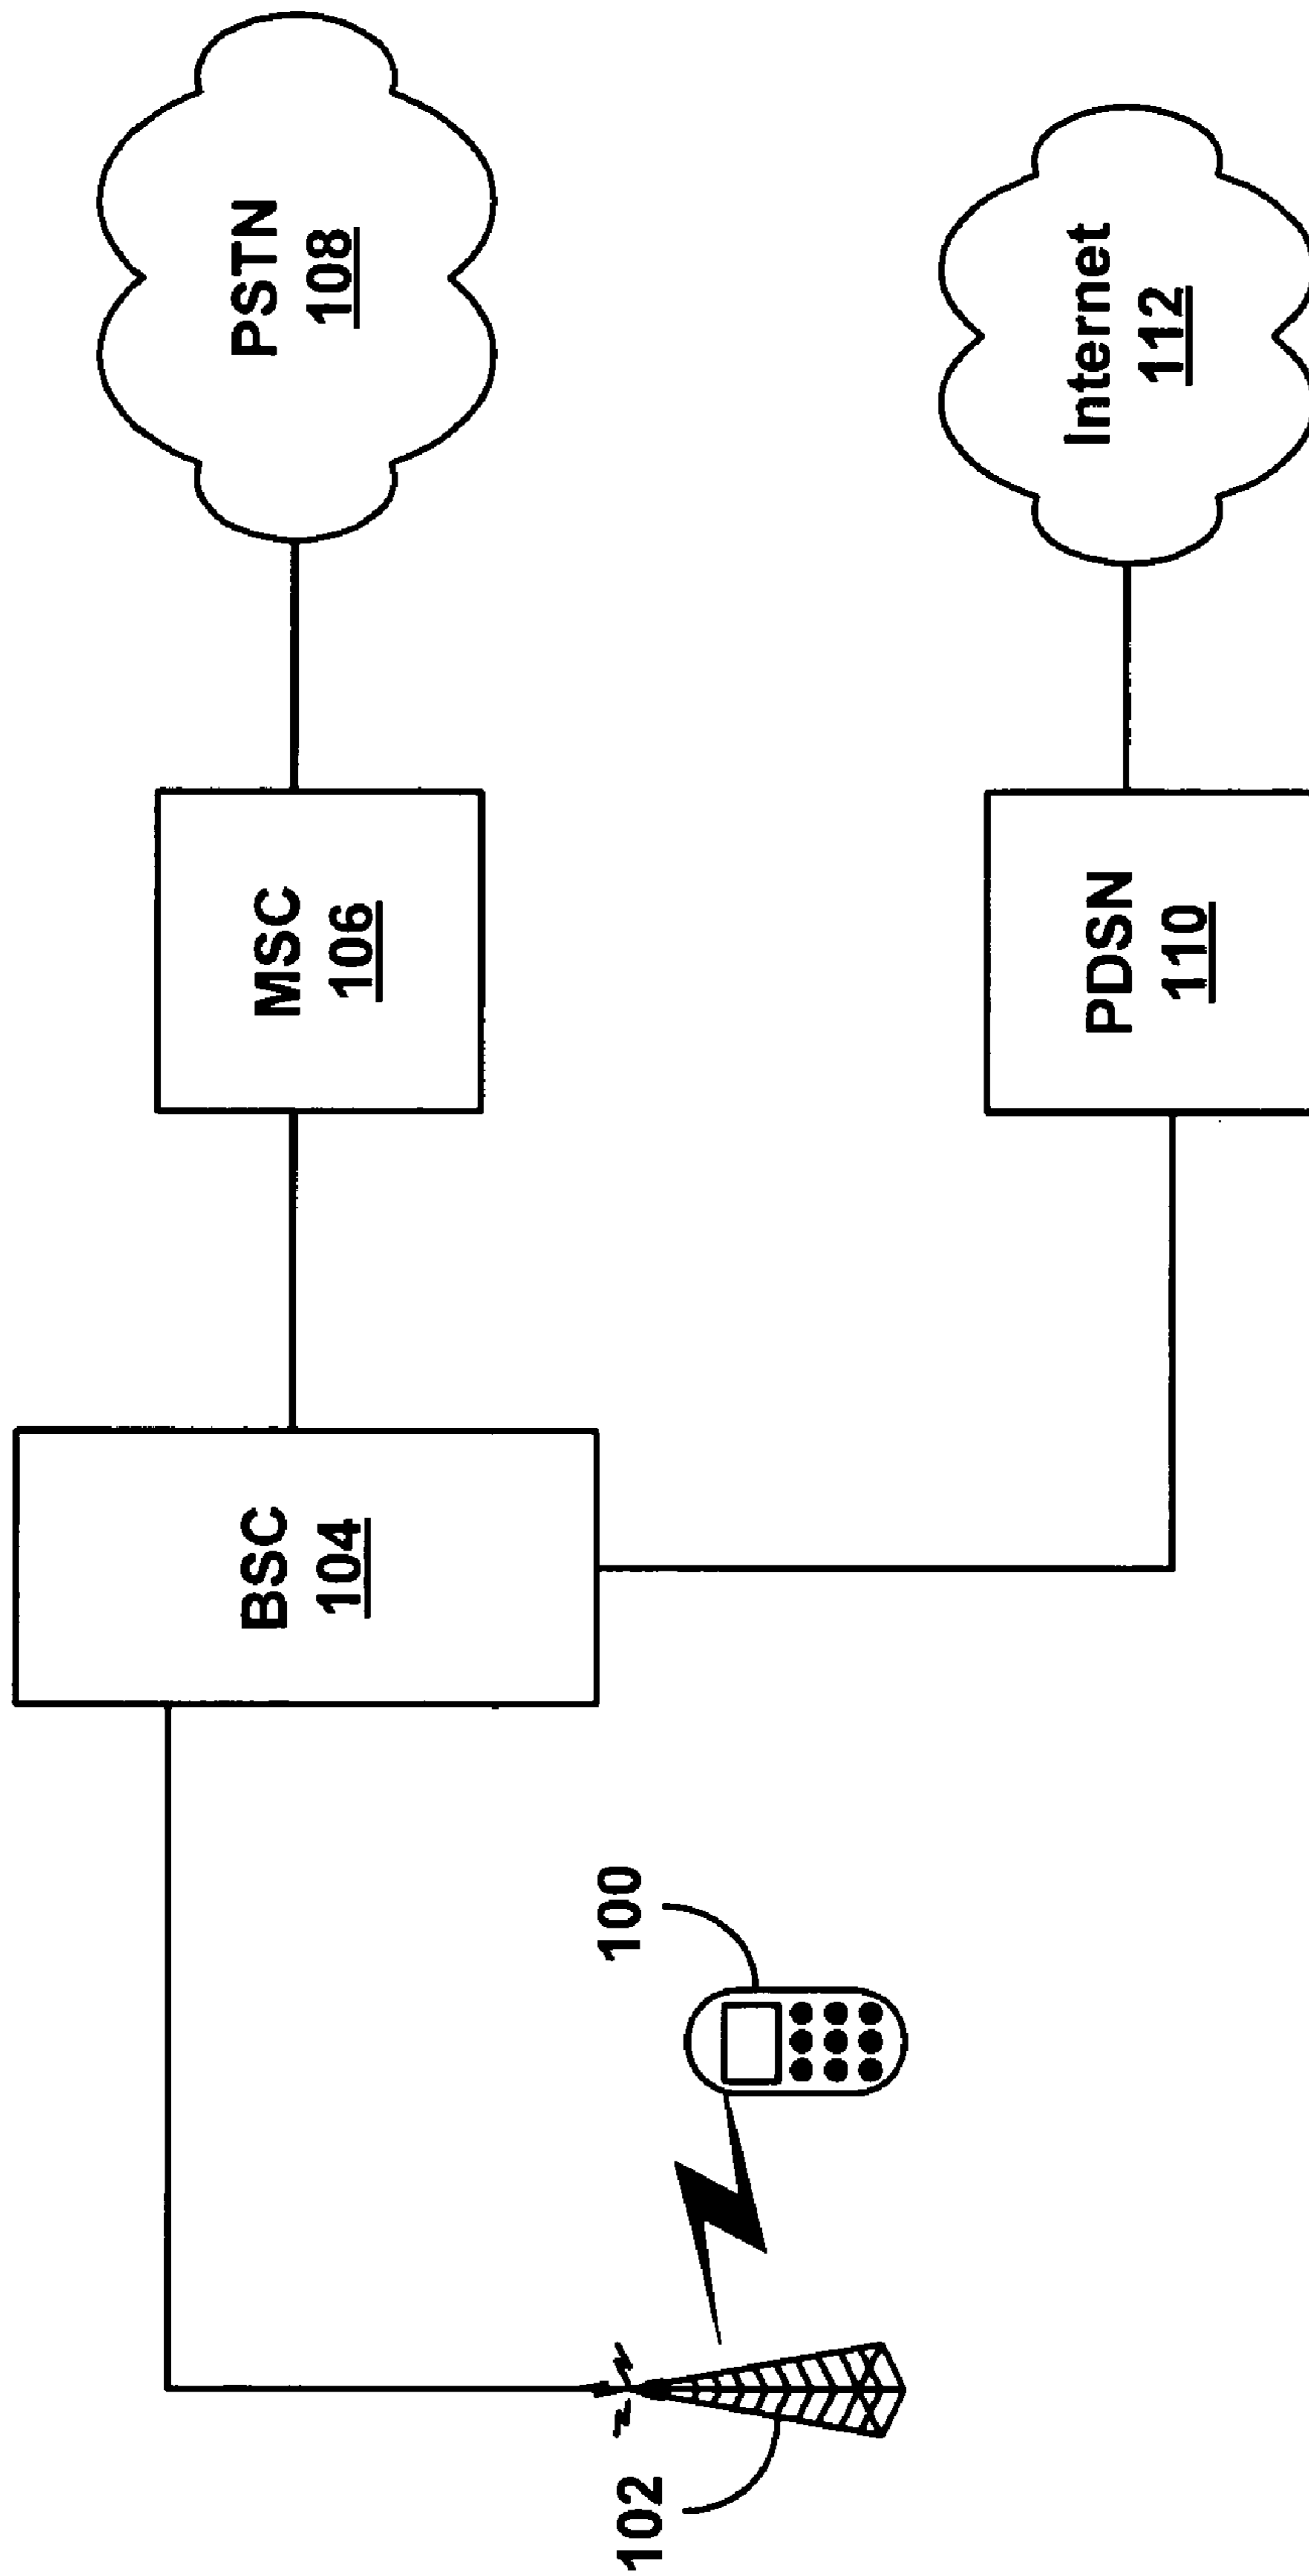 PSTN
108
MSC
106
BSC
104
Internet
112
PDSN
110
100
102